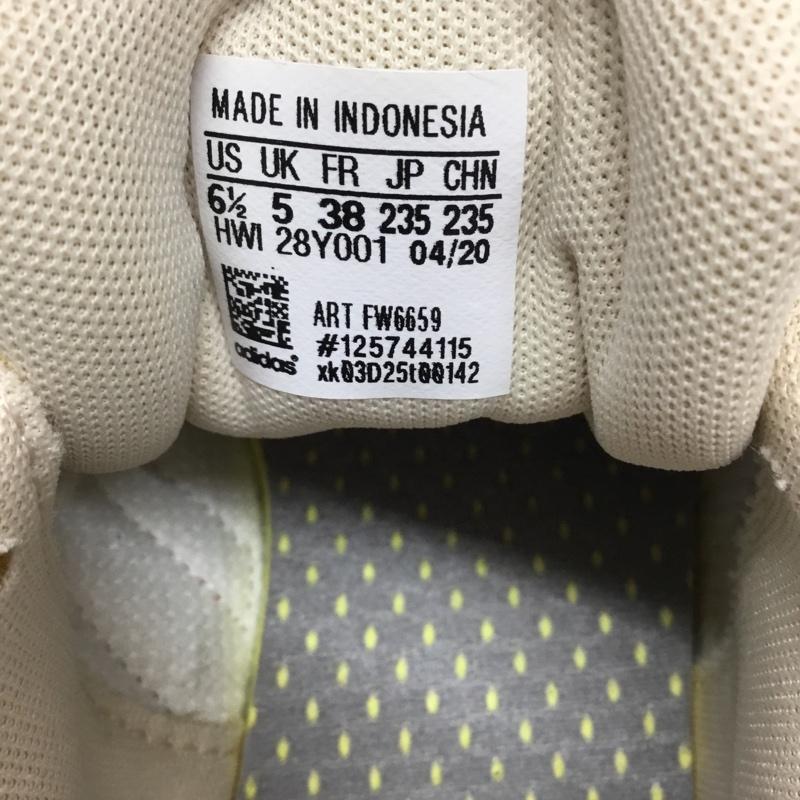 MADE IN INDONESIA
US UK FR JP CHN
6½ 5 38 235 235
HWI 28Y001 04/20
ART FW6659
#125744115
adidas
xk03D25t00142